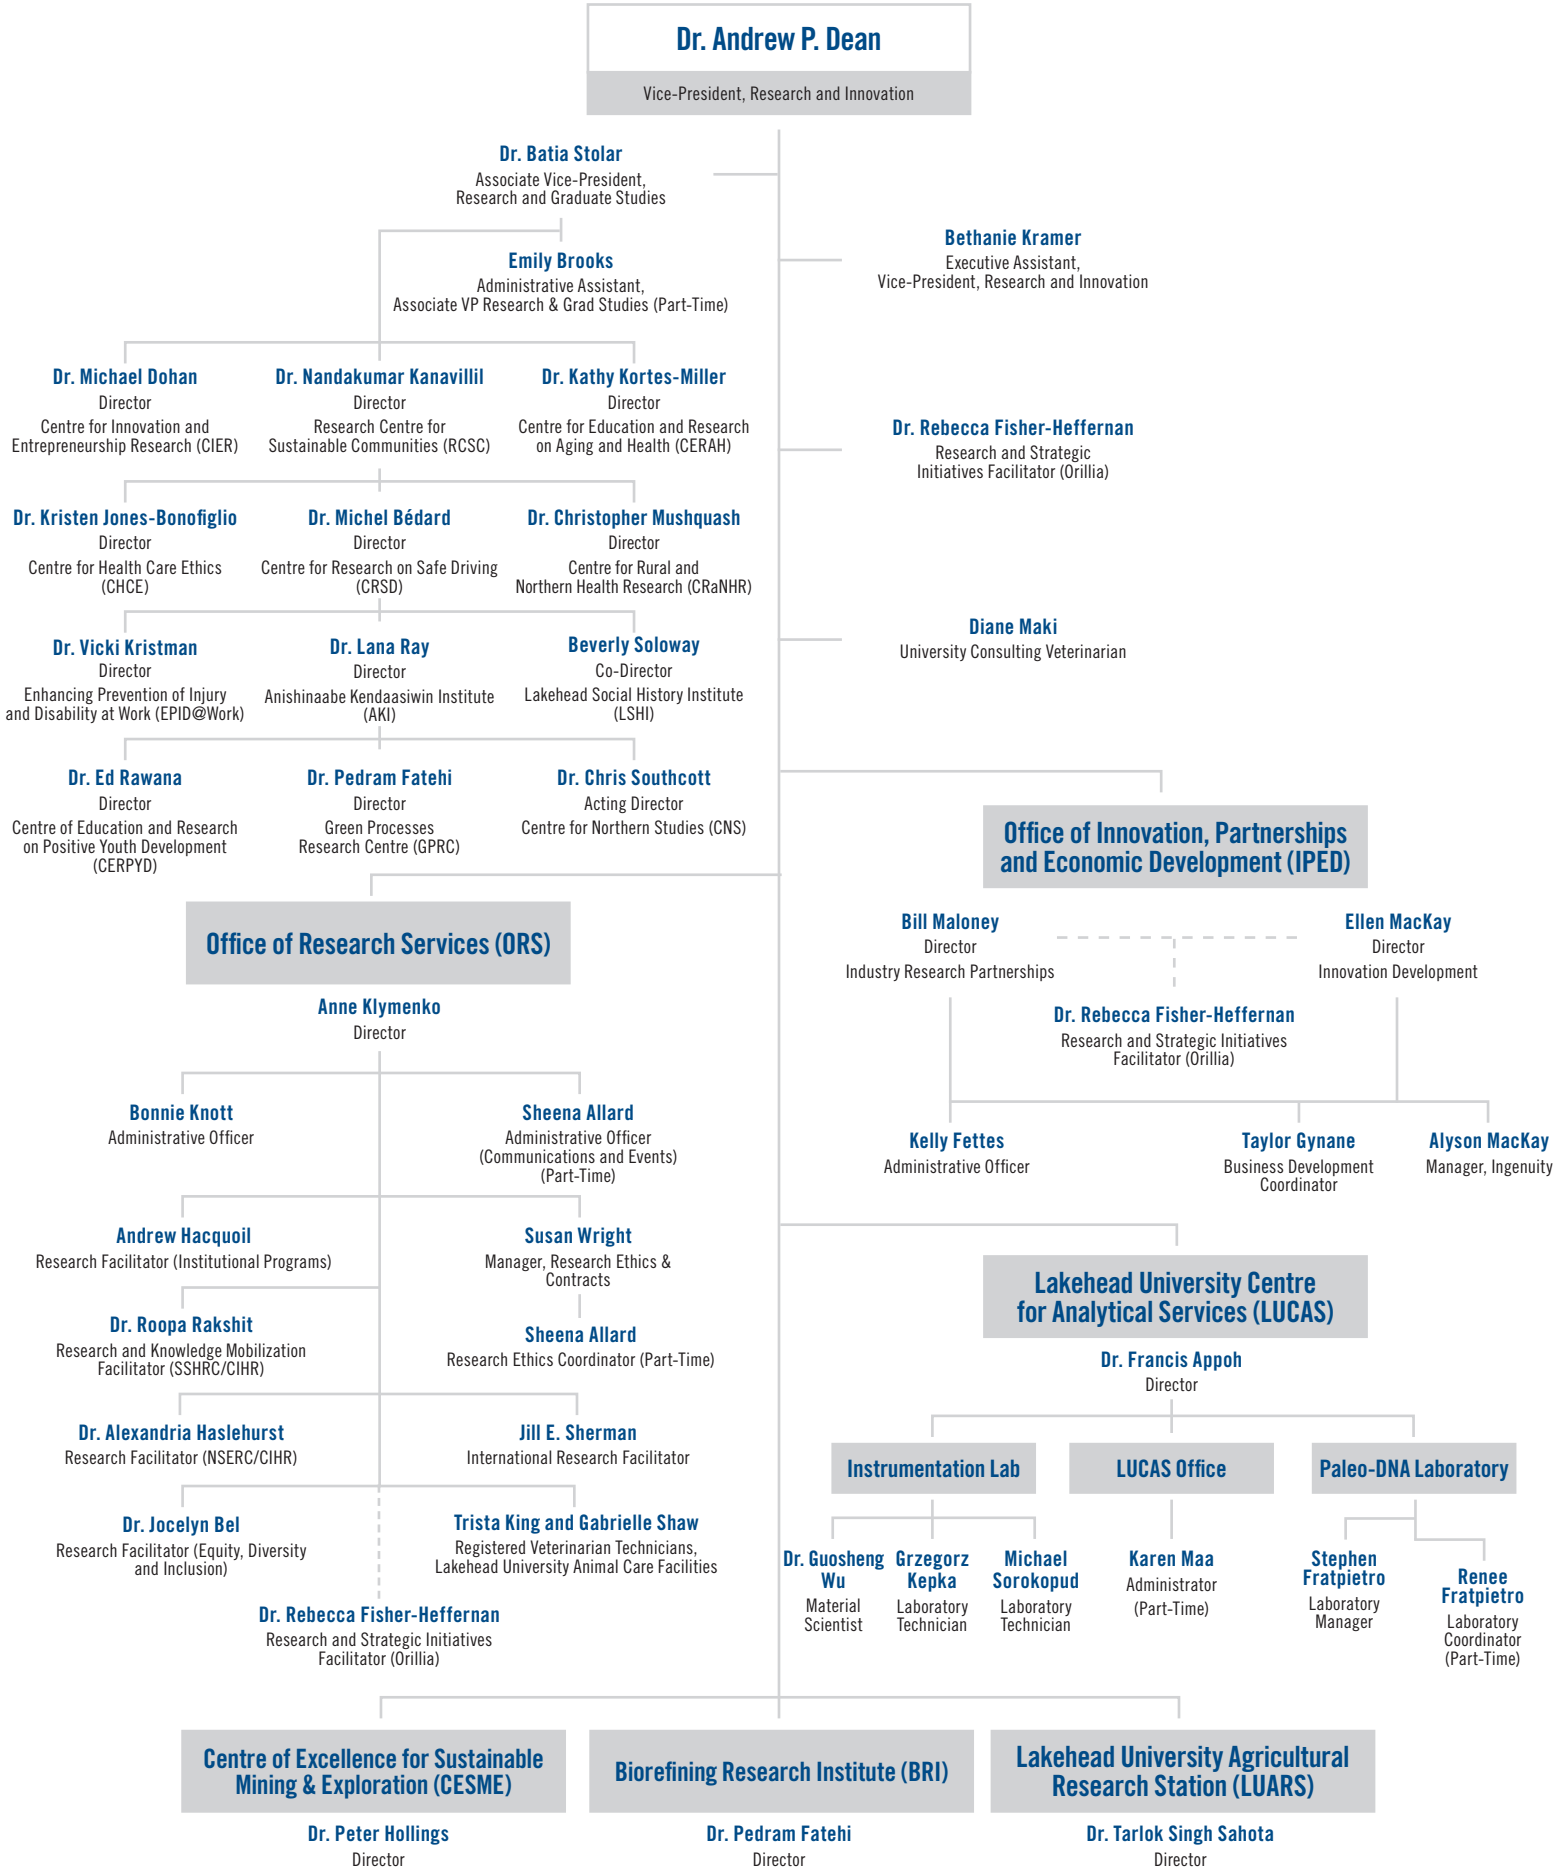 Dr. Andrew P. Dean
Vice-President, Research and Innovation
Dr. Batia Stolar
Associate Vice-President,
Research and Graduate Studies
Emily Brooks
Administrative Assistant,
Associate VP Research & Grad Studies (Part-Time)
Bethanie Kramer
Executive Assistant,
Vice-President, Research and Innovation
Dr. Michael Dohan
Director
Centre for Innovation and
Entrepreneurship Research (CIER)
Dr. Nandakumar Kanavillil
Director
Research Centre for
Sustainable Communities (RCSC)
Dr. Kathy Kortes-Miller
Director
Centre for Education and Research
on Aging and Health (CERAH)
Dr. Rebecca Fisher-Heffernan
Research and Strategic
Initiatives Facilitator (Orillia)
Dr. Kristen Jones-Bonofiglio
Director
Centre for Health Care Ethics
(CHCE)
Dr. Michel Bédard
Director
Centre for Research on Safe Driving
(CRSD)
Dr. Christopher Mushquash
Director
Centre for Rural and
Northern Health Research (CRaNHR)
Dr. Vicki Kristman
Director
Enhancing Prevention of Injury
and Disability at Work (EPID@Work)
Dr. Lana Ray
Director
Anishinaabe Kendaasiwin Institute
(AKI)
Beverly Soloway
Co-Director
Lakehead Social History Institute
(LSHI)
Diane Maki
University Consulting Veterinarian
Dr. Ed Rawana
Director
Centre of Education and Research
on Positive Youth Development
(CERPYD)
Dr. Pedram Fatehi
Director
Green Processes
Research Centre (GPRC)
Dr. Chris Southcott
Acting Director
Centre for Northern Studies (CNS)
Office of Innovation, Partnerships
and Economic Development (IPED)
Bill Maloney
Director
Industry Research Partnerships
Ellen MacKay
Director
Innovation Development
Dr. Rebecca Fisher-Heffernan
Research and Strategic Initiatives
Facilitator (Orillia)
Kelly Fettes
Administrative Officer
Taylor Gynane
Business Development
Coordinator
Alyson MacKay
Manager, Ingenuity
Office of Research Services (ORS)
Anne Klymenko
Director
Bonnie Knott
Administrative Officer
Sheena Allard
Administrative Officer
(Communications and Events)
(Part-Time)
Andrew Hacquoil
Research Facilitator (Institutional Programs)
Susan Wright
Manager, Research Ethics &
Contracts
Dr. Roopa Rakshit
Research and Knowledge Mobilization
Facilitator (SSHRC/CIHR)
Sheena Allard
Research Ethics Coordinator (Part-Time)
Dr. Alexandria Haslehurst
Research Facilitator (NSERC/CIHR)
Jill E. Sherman
International Research Facilitator
Dr. Jocelyn Bel
Research Facilitator (Equity, Diversity
and Inclusion)
Trista King and Gabrielle Shaw
Registered Veterinarian Technicians,
Lakehead University Animal Care Facilities
Dr. Rebecca Fisher-Heffernan
Research and Strategic Initiatives
Facilitator (Orillia)
Lakehead University Centre
for Analytical Services (LUCAS)
Dr. Francis Appoh
Director
Instrumentation Lab
LUCAS Office
Paleo-DNA Laboratory
Dr. Guosheng
Wu
Material
Scientist
Grzegorz
Kepka
Laboratory
Technician
Michael
Sorokopud
Laboratory
Technician
Karen Maa
Administrator
(Part-Time)
Stephen
Fratpietro
Laboratory
Manager
Renee
Fratpietro
Laboratory
Coordinator
(Part-Time)
Centre of Excellence for Sustainable
Mining & Exploration (CESME)
Dr. Peter Hollings
Director
Biorefining Research Institute (BRI)
Dr. Pedram Fatehi
Director
Lakehead University Agricultural
Research Station (LUARS)
Dr. Tarlok Singh Sahota
Director